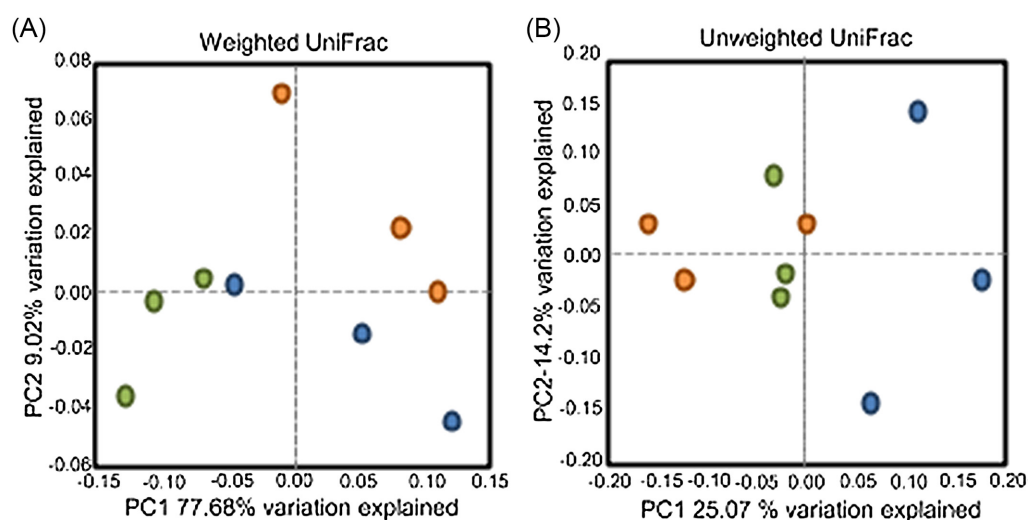 (A)
Weighted UniFrac
0.08
0.06
0.04
0.02
0.00
-0.02
-0.04
-0.06
PC2 9.02% variation explained
-0.15 -0.10 -0.05 0.00 0.05 0.10 0.15
PC1 77.68% variation explained
(B)
Unweighted UniFrac
0.20
0.15
0.10
0.05
0.00
-0.05
-0.10
-0.15
-0.20
PC2-14.2% variation explained
-0.20 -0.15 -0.10 -0.05 0.00 0.05 0.10 0.15 0.20
PC1 25.07 % variation explained